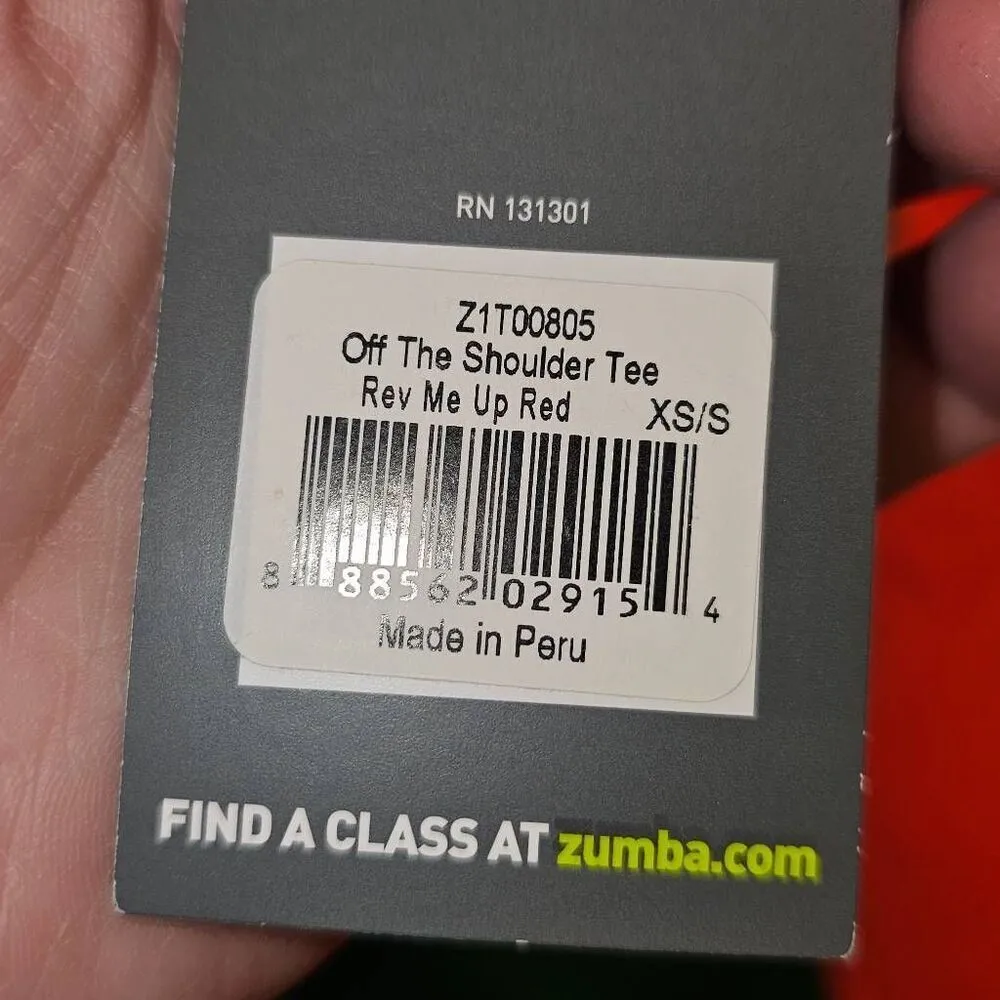 RN 131301
Z1T00805
Off The Shoulder Tee
Rev Me Up Red XS/S
8 88562 02915 4
Made in Peru
FIND A CLASS AT zumba.com